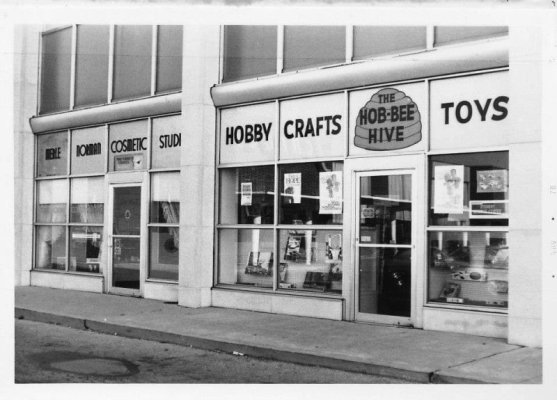 MERLE NORMAN COSMETIC STUDI
HOBBY CRAFTS
THE
HOB-BEE
HIVE
TOYS